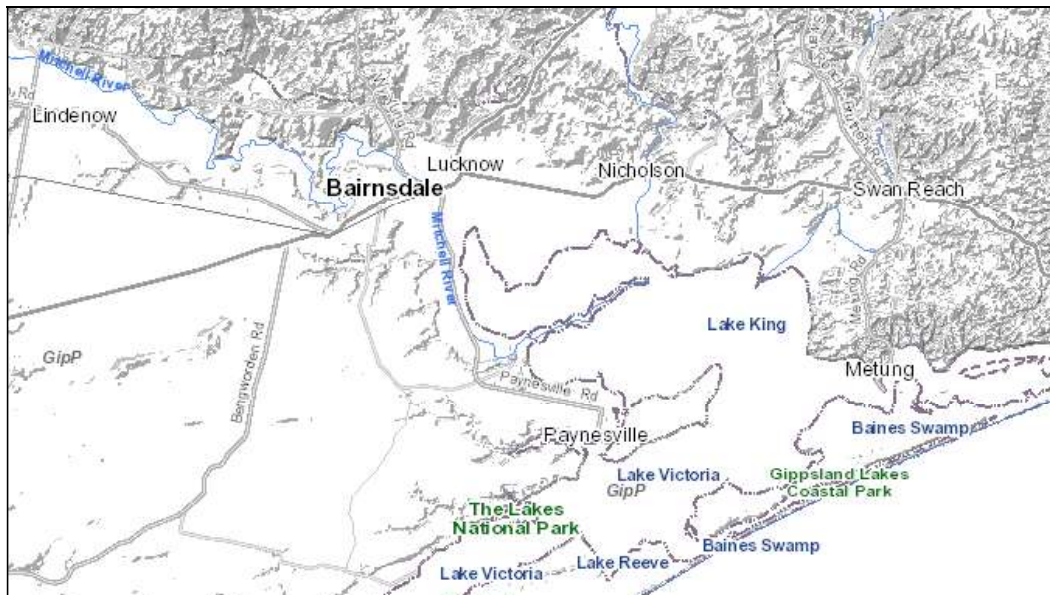 Mitchell River
Lindenow
Lucknow
Bairnsdale
Nicholson
Swan Reach
Mitchell River
Metung Rd
Lake King
GipP
Bengworden Rd
Metung
Paynesville Rd
Baines Swamp
Paynesville
Lake Victoria
Gippsland Lakes
Coastal Park
GipP
The Lakes
National Park
Baines Swamp
Lake Reeve
Lake Victoria